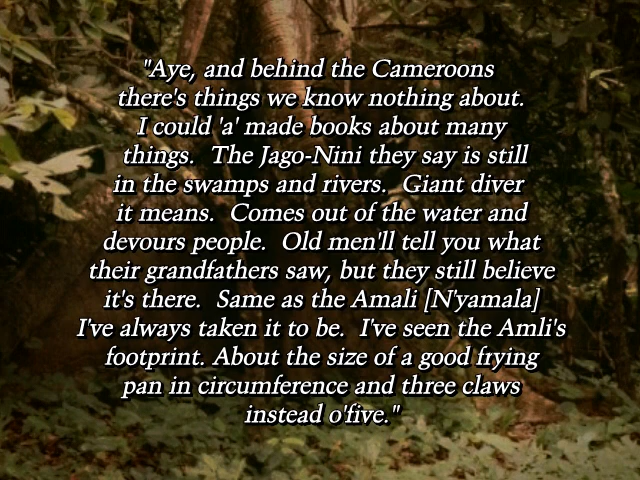 "Aye, and behind the Cameroons
there's things we know nothing about.
I could 'a' made books about many
things. The Jago-Nini they say is still
in the swamps and rivers. Giant diver
it means. Comes out of the water and
devours people. Old men'll tell you what
their grandfathers saw, but they still believe
it's there. Same as the Amali [N'yamala]
I've always taken it to be. I've seen the Amli's
footprint. About the size of a good frying
pan in circumference and three claws
instead o'five."